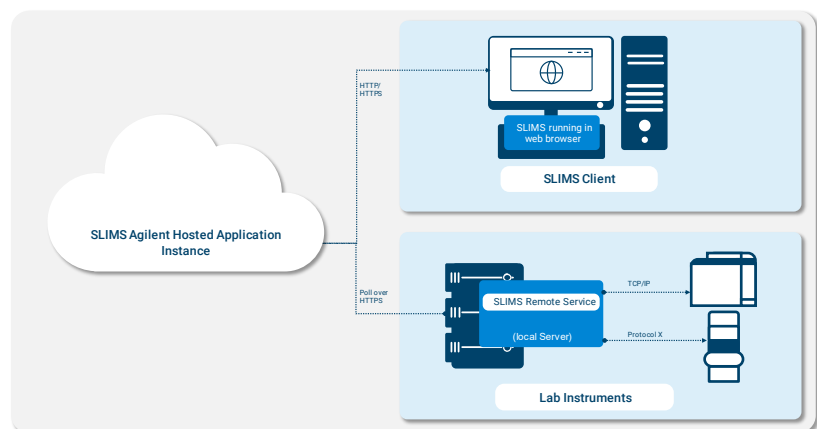 HTTP/
HTTPS
SLIMS running in
web browser
SLIMS Client
SLIMS Agilent Hosted Application
Instance
Poll over
HTTPS
TCP/IP
SLIMS Remote Service
Protocol X
(local Server)
Lab Instruments